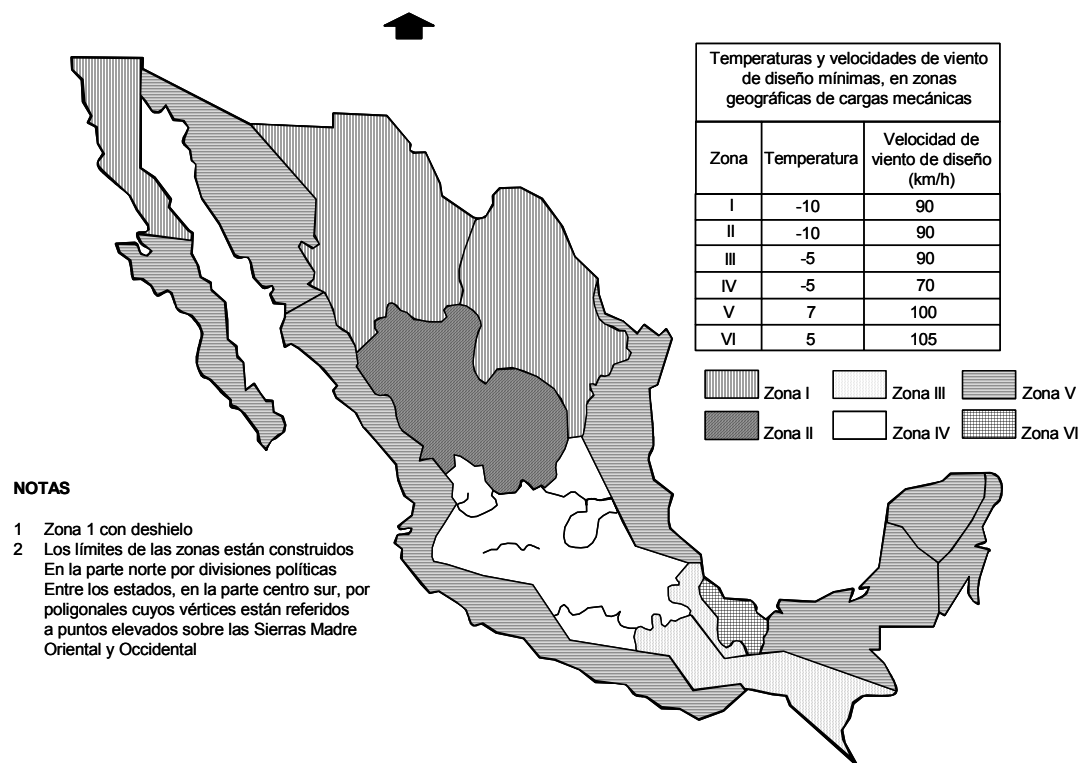 Temperaturas y velocidades de viento
de diseño mínimas, en zonas
geográficas de cargas mecánicas
Zona Temperatura Velocidad de
viento de diseño
(km/h)
I -10 90
II -10 90
III -5 90
IV -5 70
V 7 100
VI 5 105
Zona I Zona III Zona V
Zona II Zona IV Zona VI
NOTAS
1 Zona 1 con deshielo
2 Los límites de las zonas están construidos
En la parte norte por divisiones políticas
Entre los estados, en la parte centro sur, por
poligonales cuyos vértices están referidos
a puntos elevados sobre las Sierras Madre
Oriental y Occidental